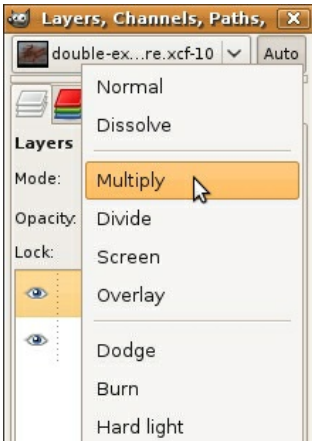 Layers, Channels, Paths,
double-ex...re.xcf-10 Auto
Normal
Dissolve
Layers
Mode: Multiply
Divide
Opacity:
Lock: Screen
Overlay
Dodge
Burn
Hard light